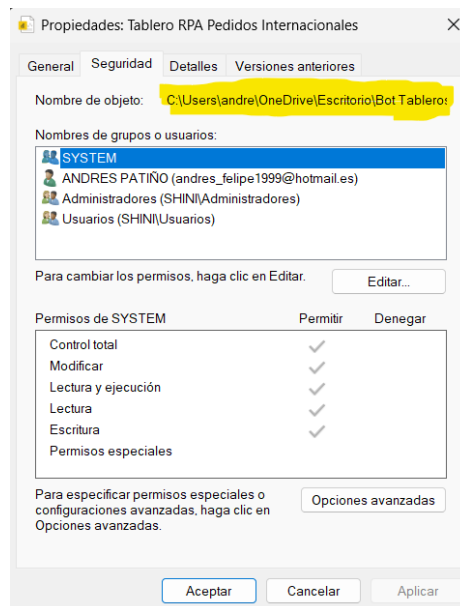 Propiedades: Tablero RPA Pedidos Internacionales
General Seguridad Detalles Versiones anteriores
Nombre de objeto: C:\Users\andre\OneDrive\Escritorio\Bot Tableros
Nombres de grupos o usuarios:
SYSTEM
ANDRES PATIÑO (andres_felipe1999@hotmail.es)
Administradores (SHINI\Administradores)
Usuarios (SHINI\Usuarios)
Para cambiar los permisos, haga clic en Editar. Editar...
Permisos de SYSTEM Permitir Denegar
Control total
Modificar
Lectura y ejecución
Lectura
Escritura
Permisos especiales
Para especificar permisos especiales o
configuraciones avanzadas, haga clic en
Opciones avanzadas.
Opciones avanzadas
Aceptar Cancelar Aplicar